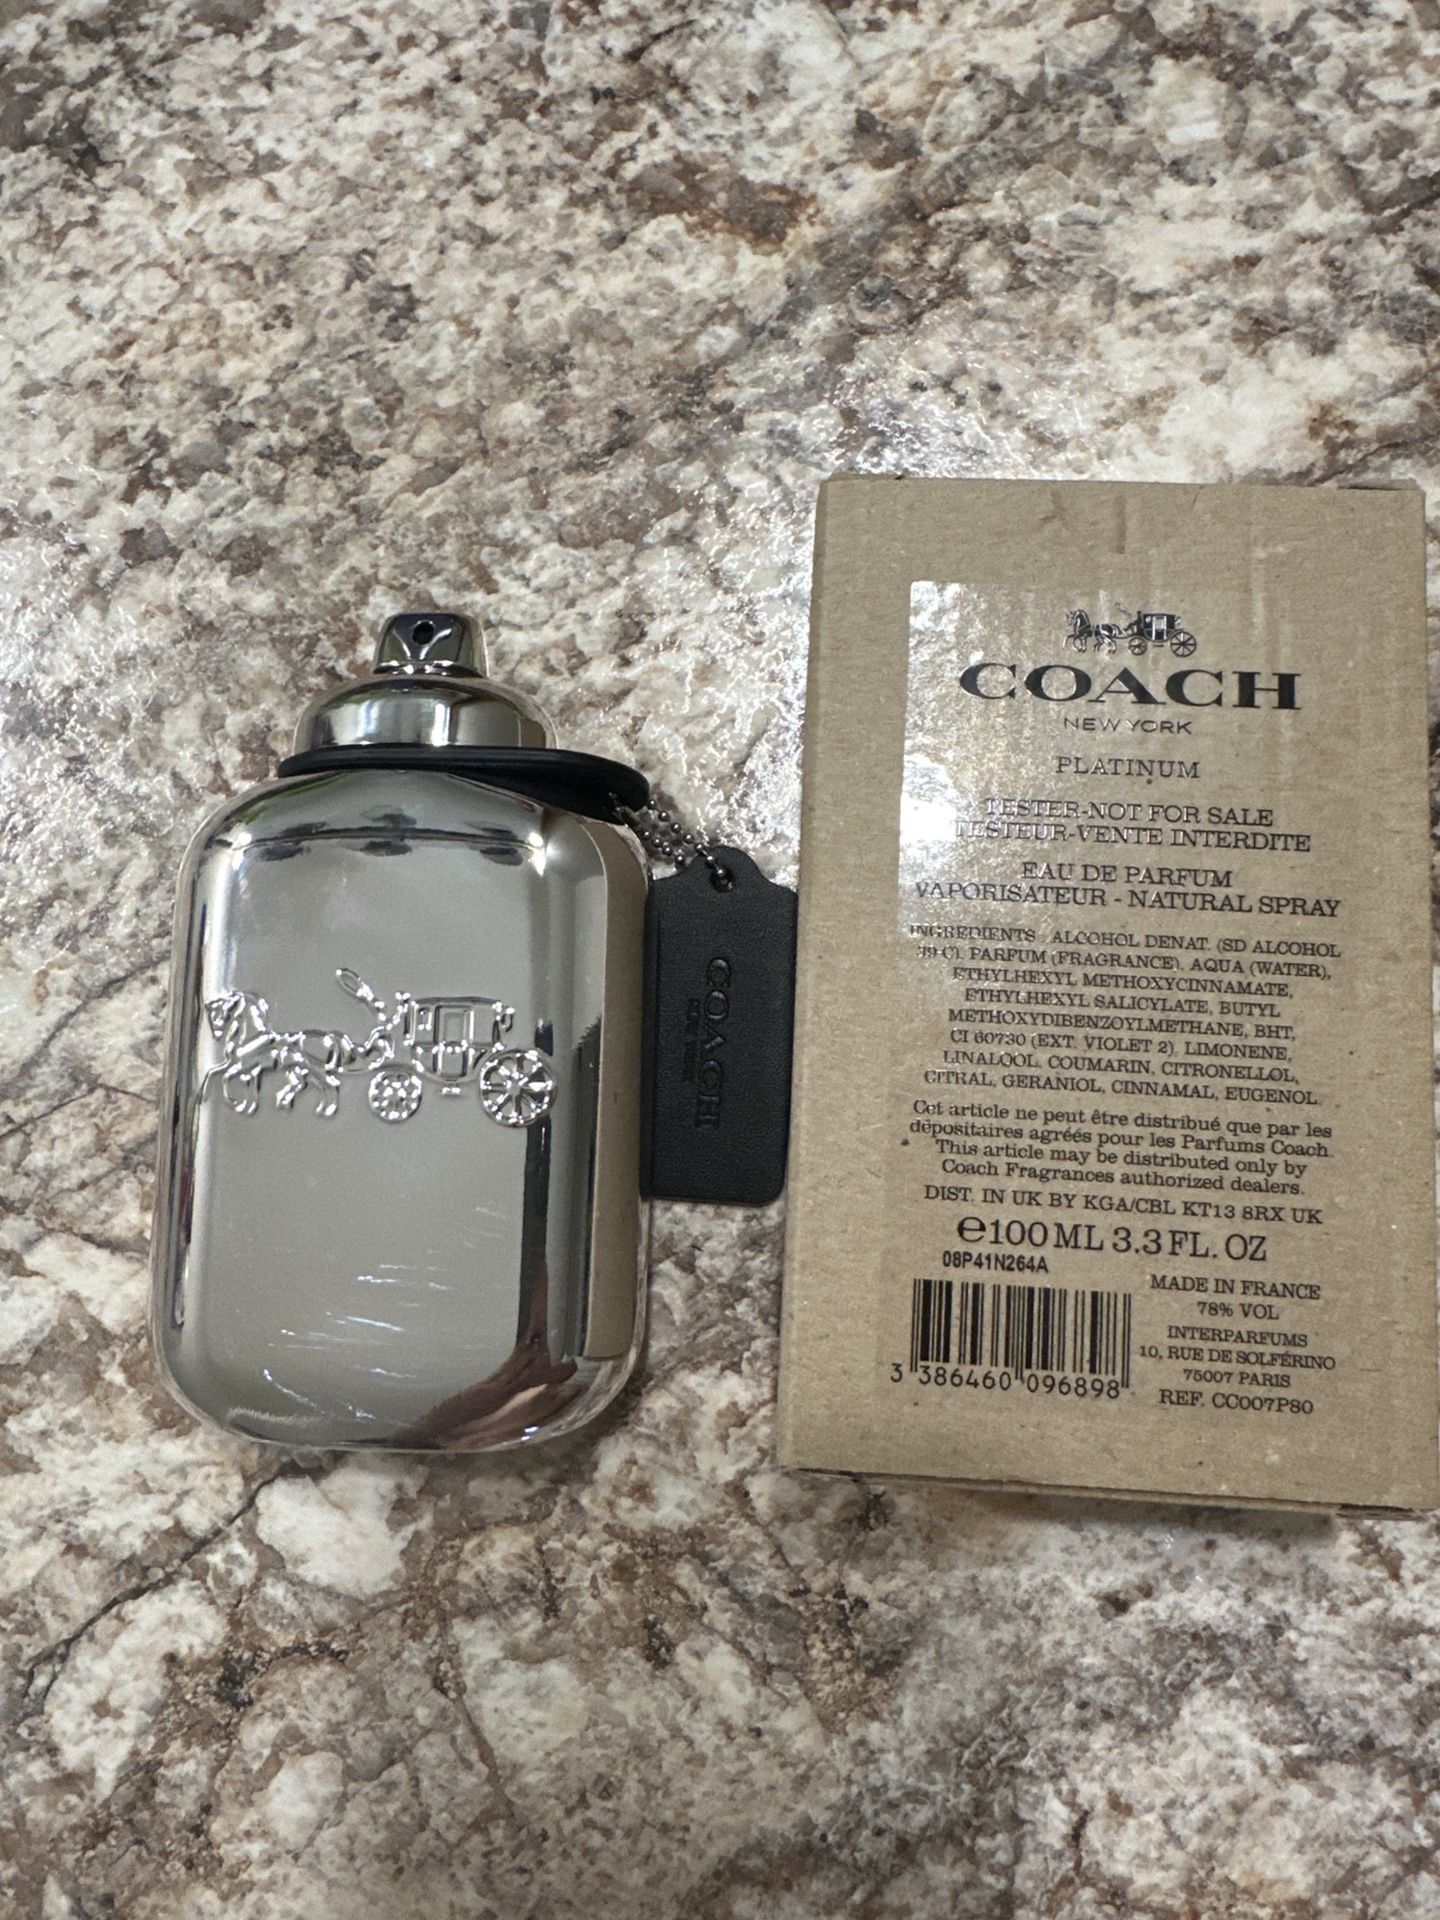 COACH
NEW YORK
COACH
NEW YORK
PLATINUM
TESTER-NOT FOR SALE
TESTEUR-VENTE INTERDITE
EAU DE PARFUM
VAPORISATEUR - NATURAL SPRAY
INGREDIENTS : ALCOHOL DENAT. (SD ALCOHOL
39-C), PARFUM (FRAGRANCE), AQUA (WATER),
ETHYLHEXYL METHOXYCINNAMATE,
ETHYLHEXYL SALICYLATE, BUTYL
METHOXYDIBENZOYLMETHANE, BHT,
CI 60730 (EXT. VIOLET 2), LIMONENE,
LINALOOL, COUMARIN, CITRONELLOL,
CITRAL, GERANIOL, CINNAMAL, EUGENOL.
Cet article ne peut être distribué que par les
dépositaires agréés pour les Parfums Coach.
This article may be distributed only by
Coach Fragrances authorized dealers.
DIST. IN UK BY KGA/CBL KT13 8RX UK
℮100 ML 3.3 FL. OZ
08P41N264A
MADE IN FRANCE
78% VOL
INTERPARFUMS
10, RUE DE SOLFÉRINO
75007 PARIS
REF. CC007P80
3 386460 096898